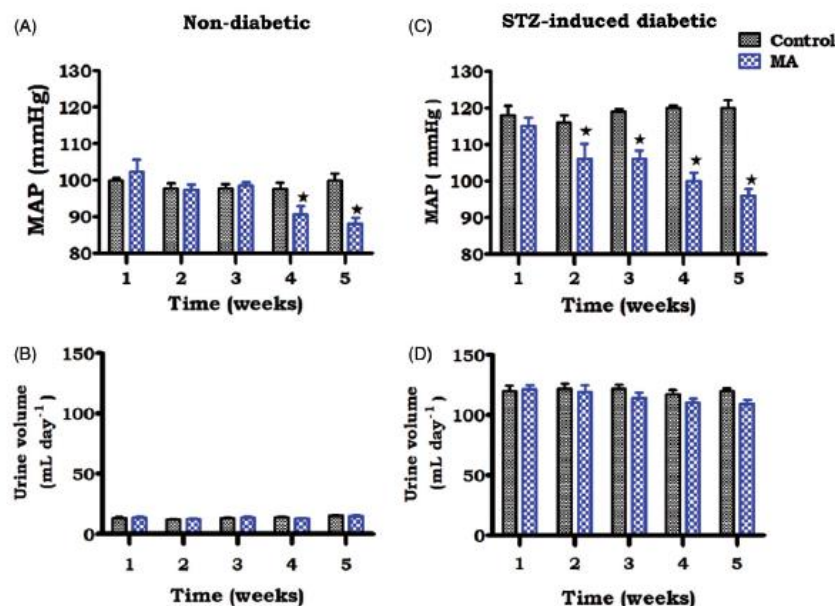 (A)
Non-diabetic
MAP (mmHg)
130
120
110
100
90
80
1 2 3 4 5
Time (weeks)
(C)
STZ-induced diabetic
Control
MA
MAP ( mmHg)
130
120
110
100
90
80
1 2 3 4 5
Time (weeks)
(B)
Urine volume
(mL day⁻¹)
150
100
50
0
1 2 3 4 5
Time (weeks)
(D)
Urine volume
(mL day⁻¹)
150
100
50
0
1 2 3 4 5
Time (weeks)